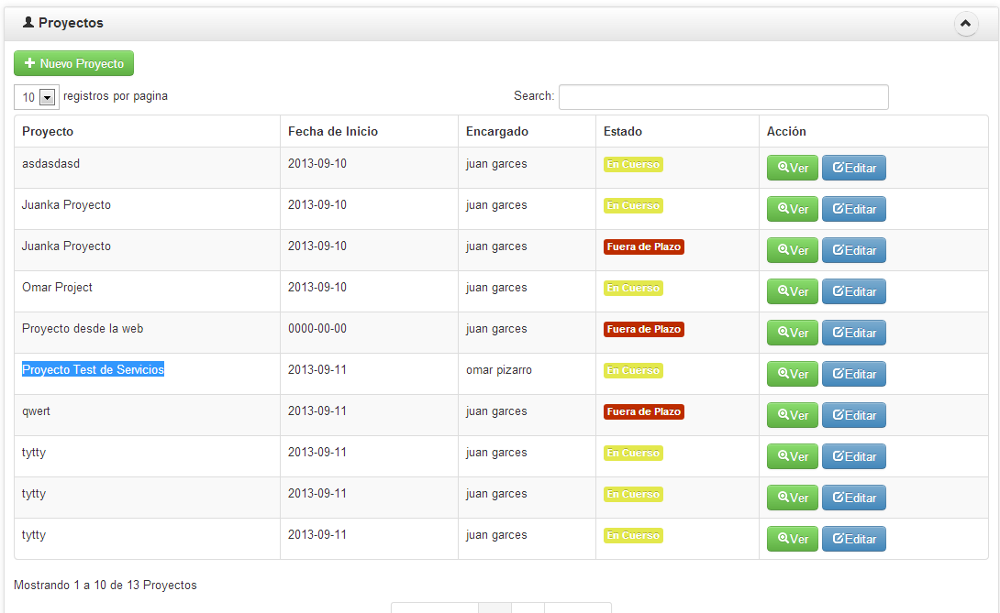 Proyectos
Nuevo Proyecto
10 registros por pagina Search:
Proyecto Fecha de Inicio Encargado Estado Acción
asdasdasd 2013-09-10 juan garces En Cuerso Ver Editar
Juanka Proyecto 2013-09-10 juan garces En Cuerso Ver Editar
Juanka Proyecto 2013-09-10 juan garces Fuera de Plazo Ver Editar
Omar Project 2013-09-10 juan garces En Cuerso Ver Editar
Proyecto desde la web 0000-00-00 juan garces Fuera de Plazo Ver Editar
Proyecto Test de Servicios 2013-09-11 omar pizarro En Cuerso Ver Editar
qwert 2013-09-11 juan garces Fuera de Plazo Ver Editar
tytty 2013-09-11 juan garces En Cuerso Ver Editar
tytty 2013-09-11 juan garces En Cuerso Ver Editar
tytty 2013-09-11 juan garces En Cuerso Ver Editar
Mostrando 1 a 10 de 13 Proyectos